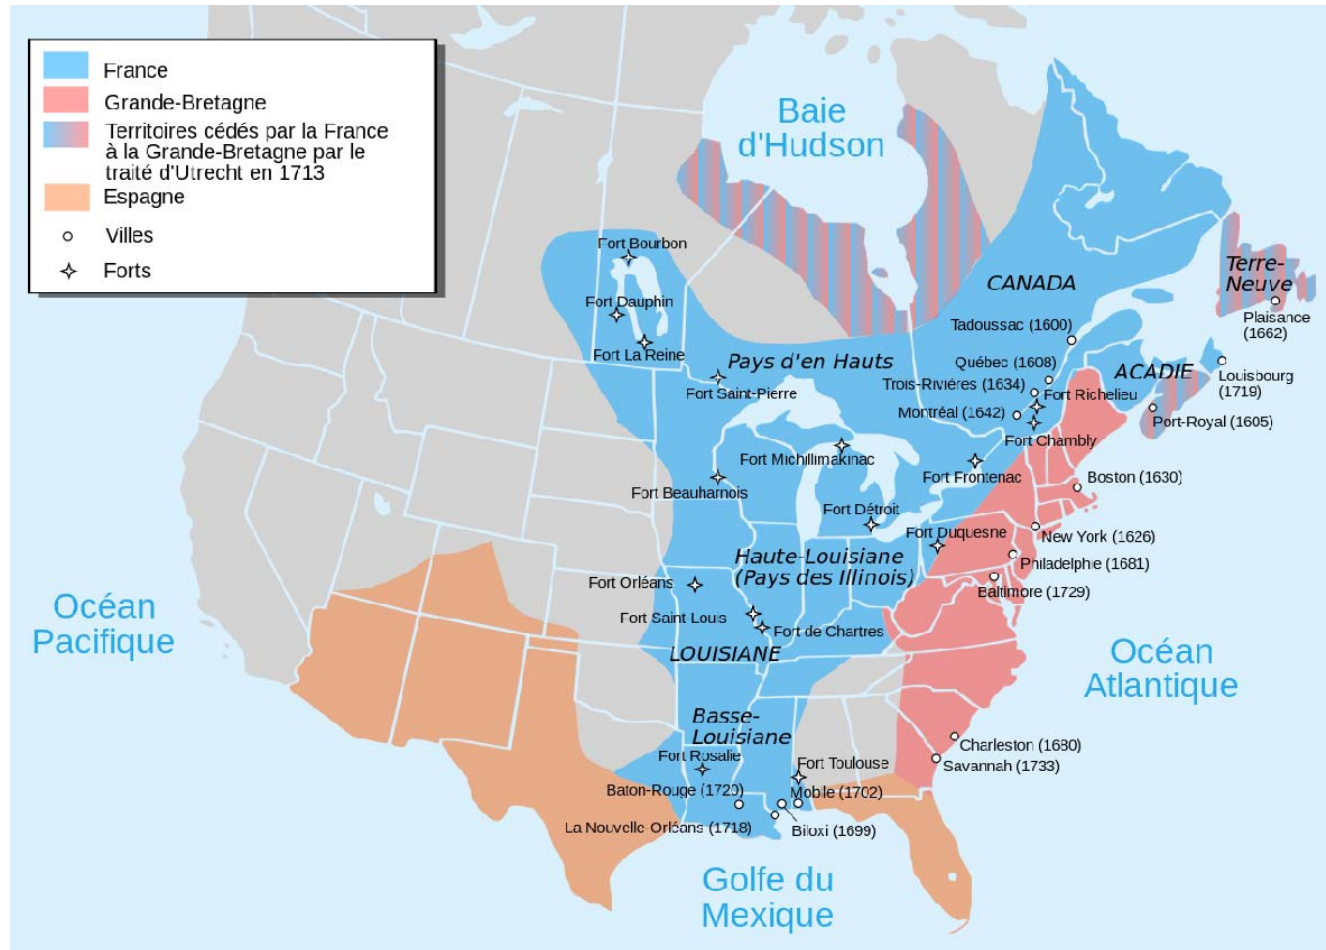 France
Grande-Bretagne
Territoires cédés par la France
à la Grande-Bretagne par le
traité d'Utrecht en 1713
Espagne
Villes
Forts
Baie
d'Hudson
Fort Bourbon
Fort Dauphin
Fort La Reine
Pays d'en Hauts
Fort Saint-Pierre
CANADA
Terre-
Neuve
Plaisance
(1662)
Tadoussac (1600)
Québec (1608)
Trois-Rivières (1634)
Fort Richelieu
Montréal (1642)
Fort Chambly
ACADIE
Louisbourg
(1719)
Port-Royal (1605)
Fort Michillimakinac
Fort Frontenac
Fort Beauharnois
Boston (1630)
Fort Détroit
Fort Duquesne
New York (1626)
Philadelphie (1681)
Baltimore (1729)
Haute-Louisiane
(Pays des Illinois)
Fort Orléans
Fort Saint-Louis
Fort de Chartres
LOUISIANE
Océan
Pacifique
Océan
Atlantique
Basse-
Louisiane
Fort Rosalie
Fort Toulouse
Charleston (1680)
Savannah (1733)
Baton-Rouge (1720)
Mobile (1702)
La Nouvelle-Orléans (1718)
Biloxi (1699)
Golfe du
Mexique